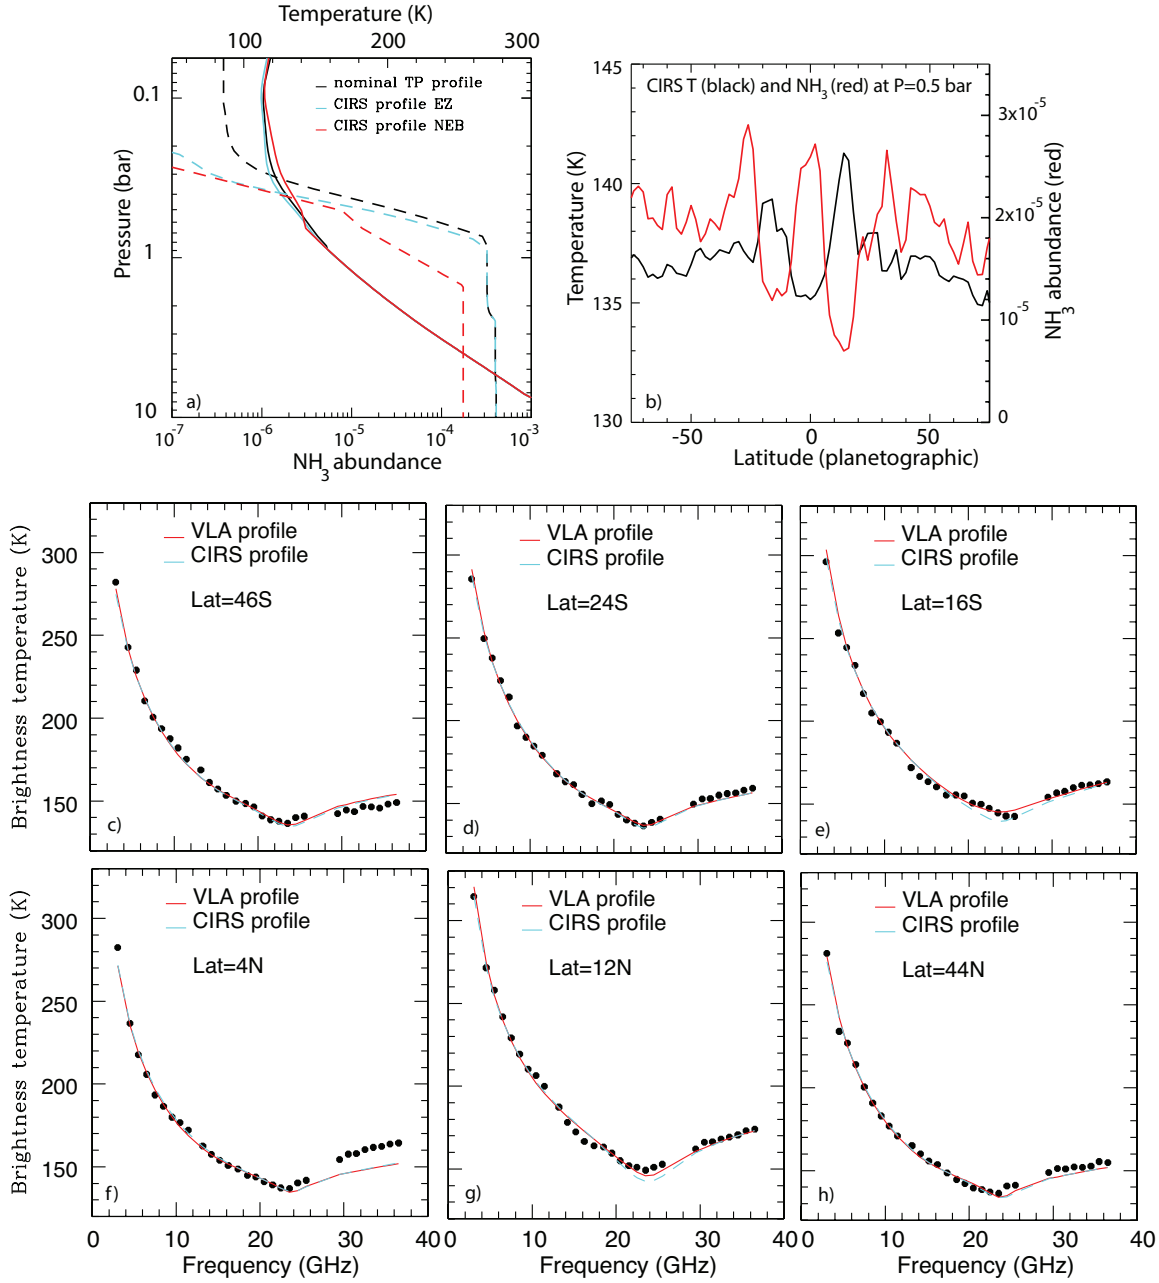 Temperature (K)
100
200
300
nominal TP profile
CIRS profile EZ
CIRS profile NEB
0.1
1
10
Pressure (bar)
a)
10-7
10-6
10-5
10-4
10-3
NH3 abundance
CIRS T (black) and NH3 (red) at P=0.5 bar
145
140
135
130
Temperature (K)
3x10-5
2x10-5
10-5
0
NH3 abundance (red)
b)
-50
0
50
Latitude (planetographic)
Brightness temperature (K)
300
250
200
150
VLA profile
CIRS profile
Lat=46S
c)
VLA profile
CIRS profile
Lat=24S
d)
VLA profile
CIRS profile
Lat=16S
e)
Brightness temperature (K)
300
250
200
150
VLA profile
CIRS profile
Lat=4N
f)
VLA profile
CIRS profile
Lat=12N
g)
VLA profile
CIRS profile
Lat=44N
h)
0
10
20
30
40
0
10
20
30
40
0
10
20
30
40
Frequency (GHz)
Frequency (GHz)
Frequency (GHz)